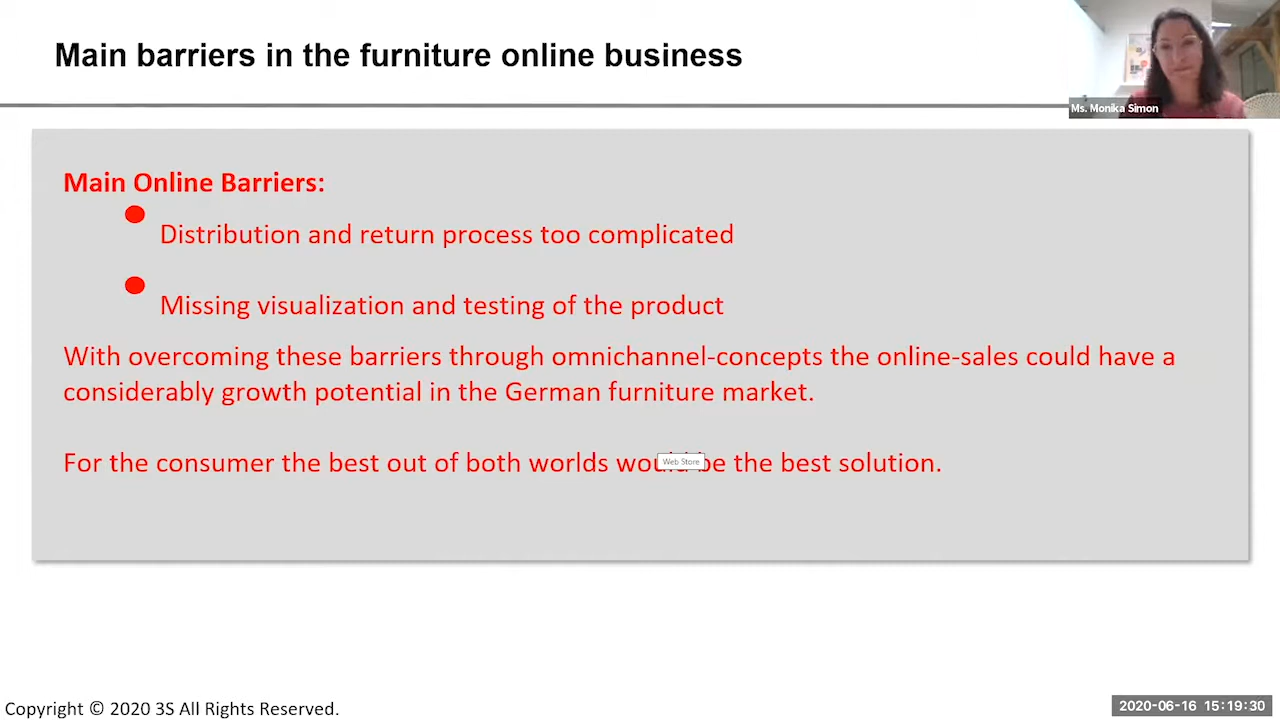 Main barriers in the furniture online business
Ms. Monika Simon
Main Online Barriers:
Distribution and return process too complicated
Missing visualization and testing of the product
With overcoming these barriers through omnichannel-concepts the online-sales could have a
considerably growth potential in the German furniture market.
For the consumer the best out of both worlds would be the best solution.
Web Store
Copyright © 2020 3S All Rights Reserved.
2020-06-16 15:19:30